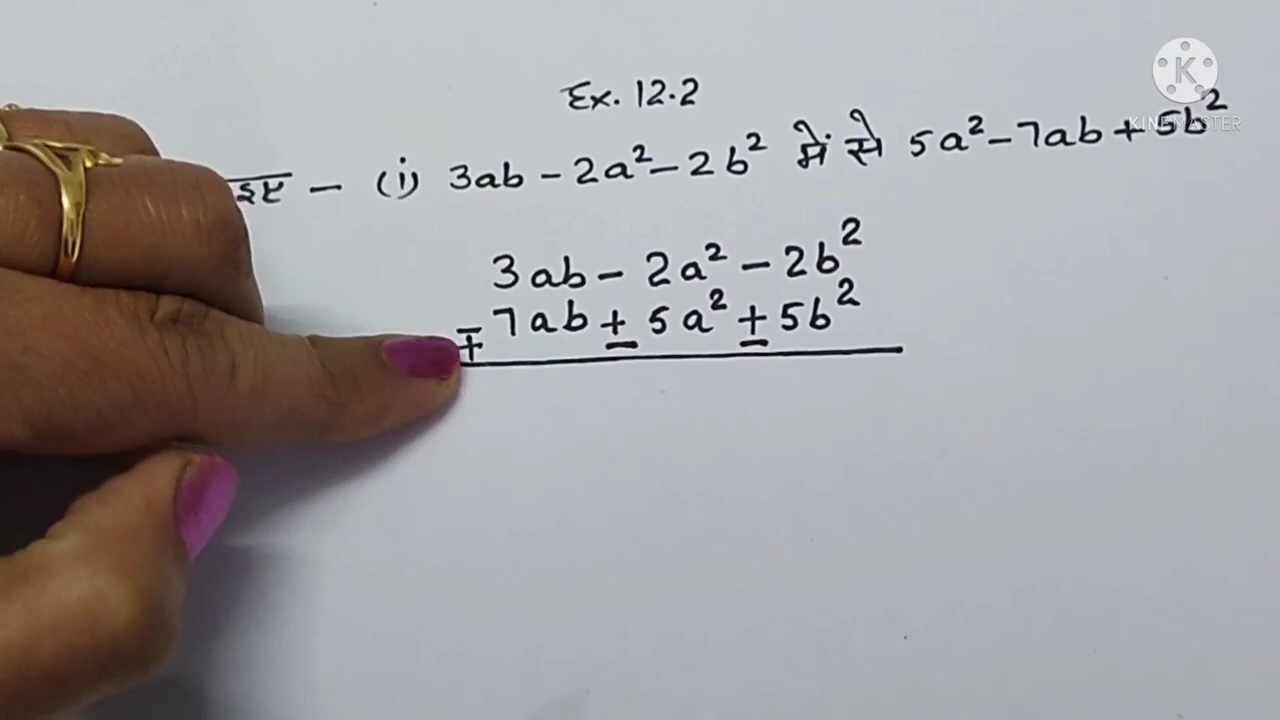 KINEMASTER
Ex. 12.2
— (i) 3ab - 2a² - 2b² में से 5a² - 7ab + 5b²
3ab - 2a² - 2b²
- 7ab + 5a² + 5b²
+ - -